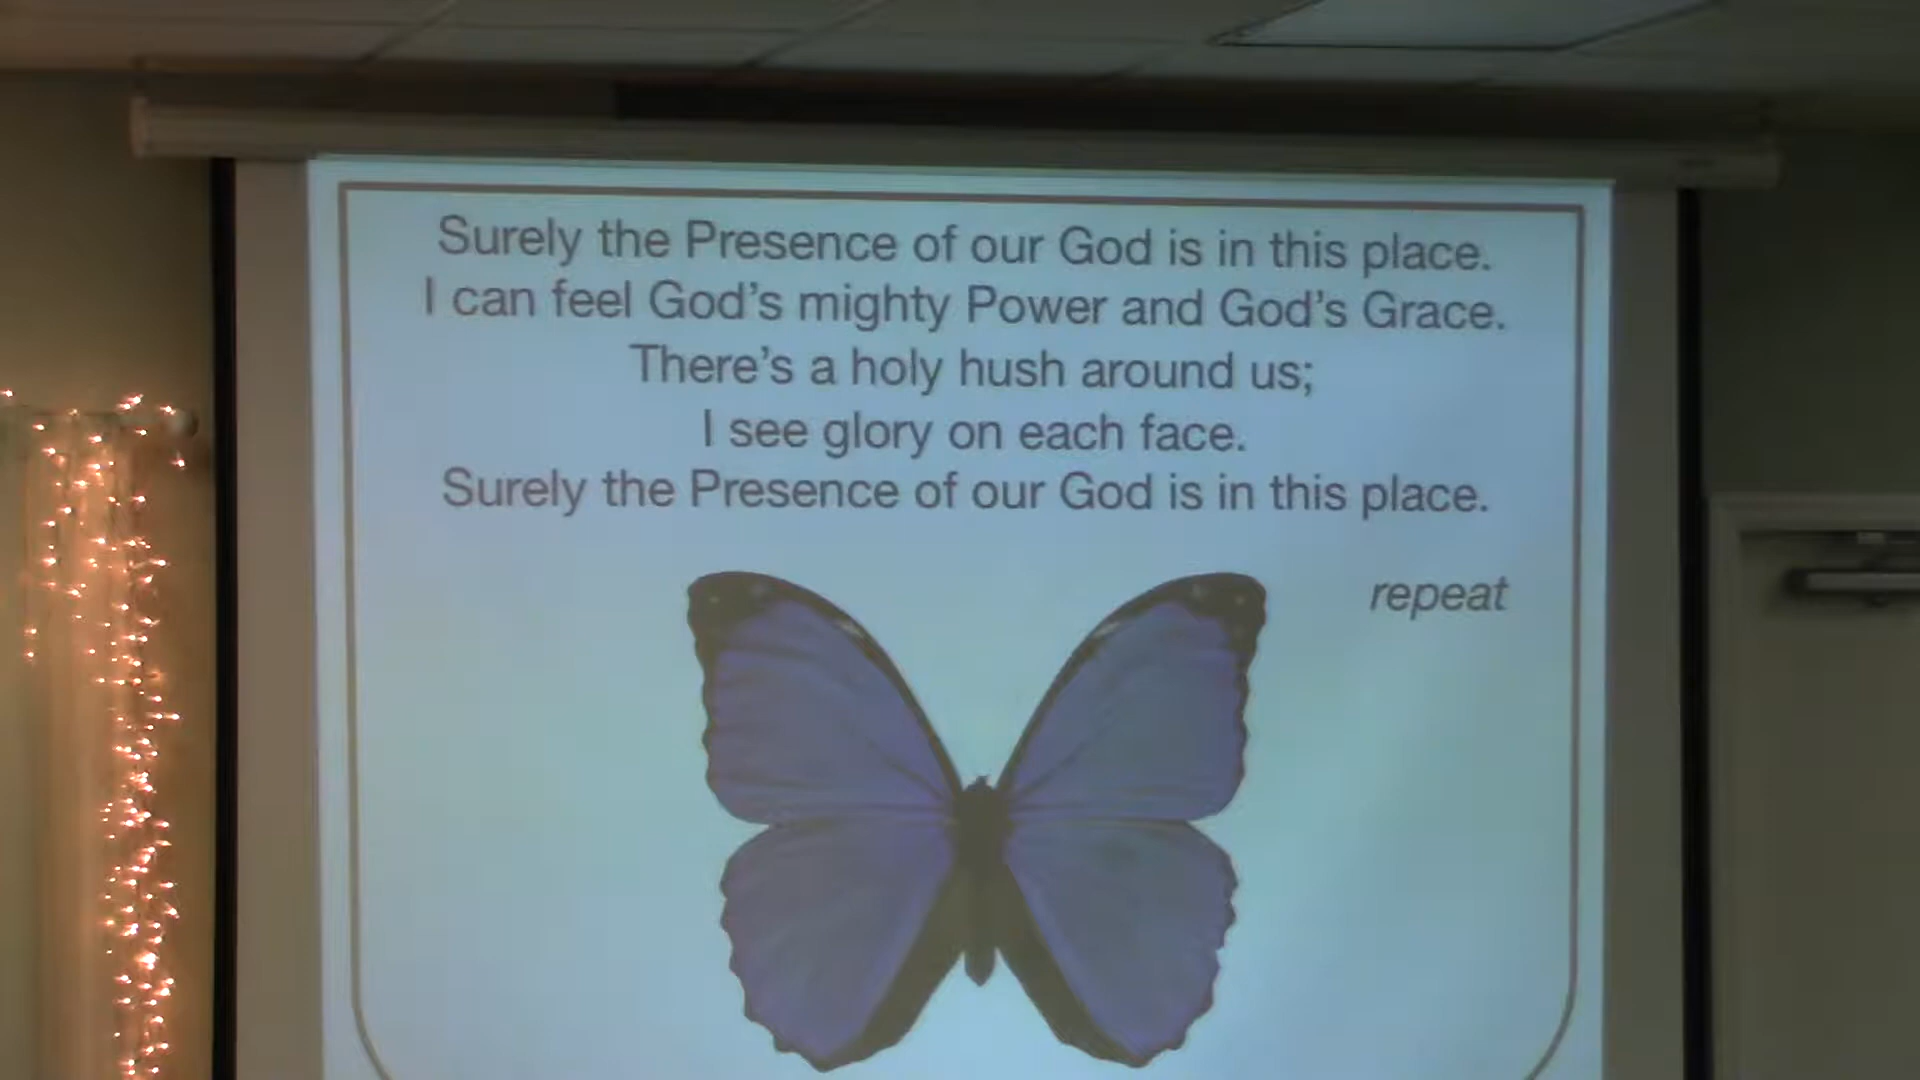 Surely the Presence of our God is in this place.
I can feel God's mighty Power and God's Grace.
There's a holy hush around us;
I see glory on each face.
Surely the Presence of our God is in this place.
repeat